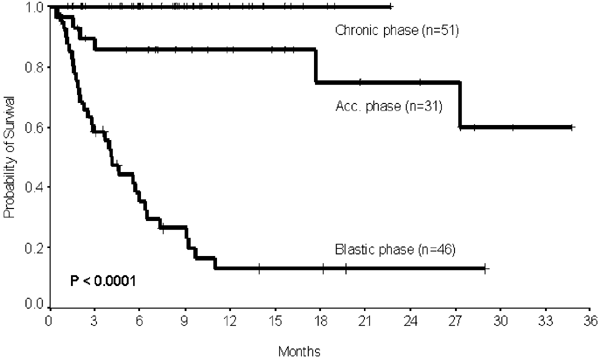 1.0
Chronic phase (n=51)
0.8
Acc. phase (n=31)
0.6
Probability of Survival
0.4
Blastic phase (n=46)
0.2
P < 0.0001
0.0
0 3 6 9 12 15 18 21 24 27 30 33 36
Months